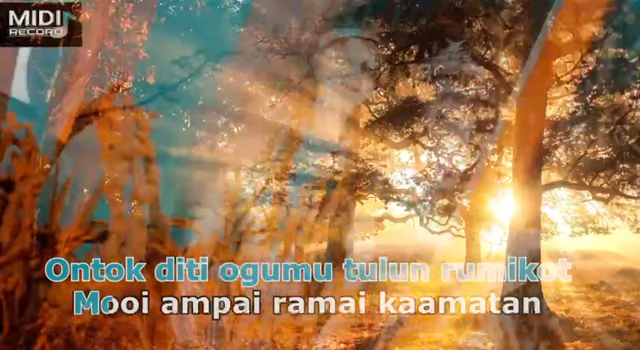 MIDI
RECORD
Ontok diti ogumu tulun rumikot
Mooi ampai ramai kaamatan